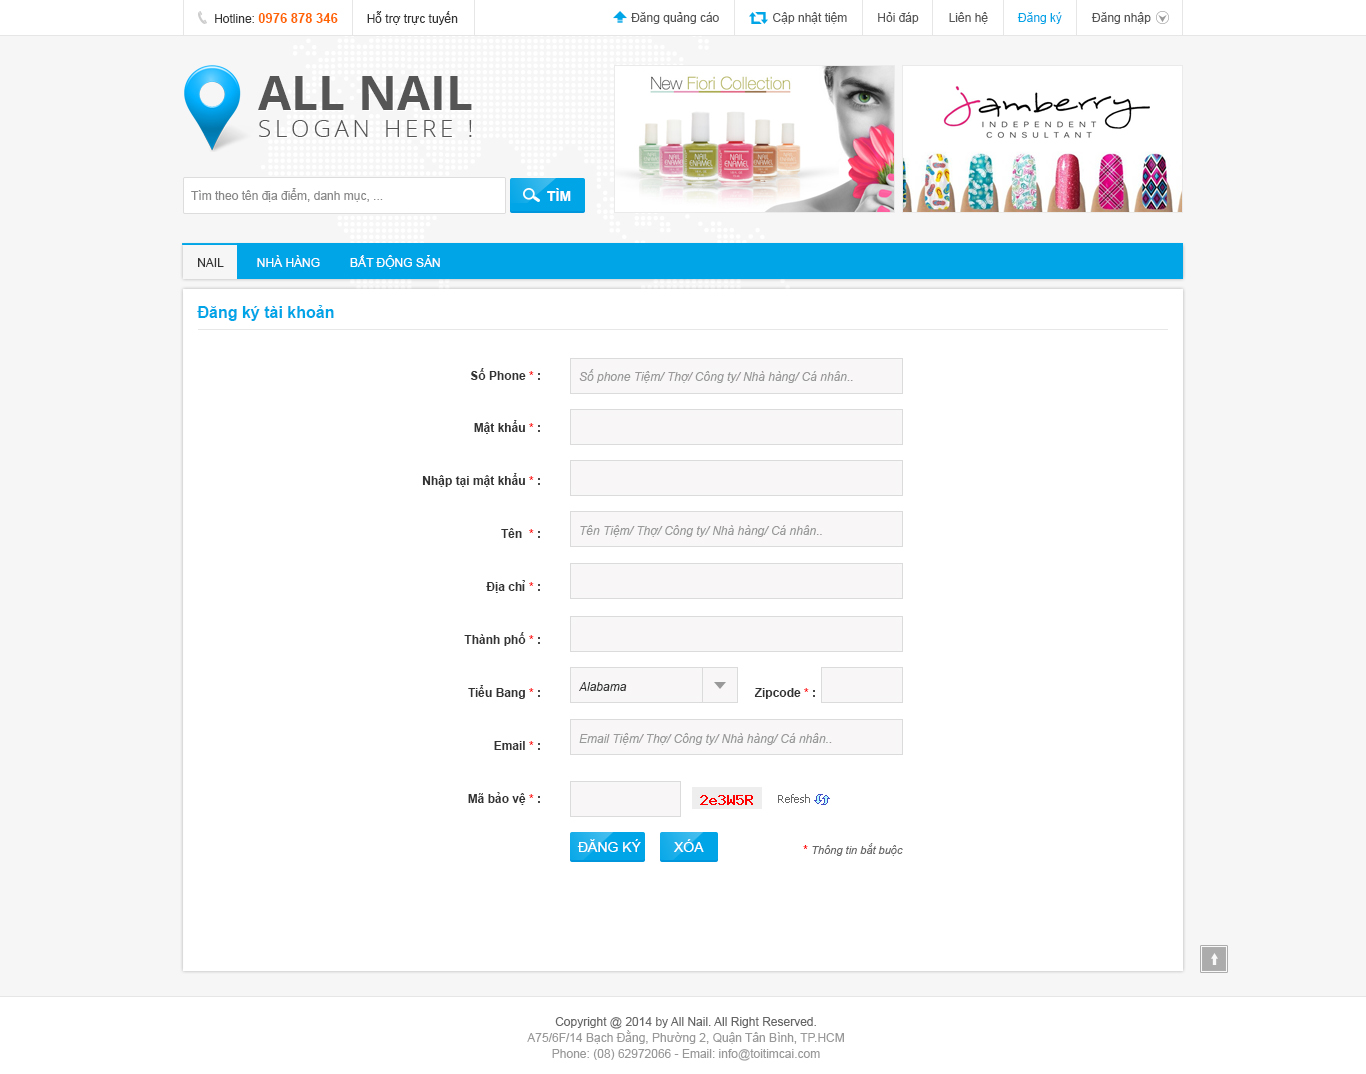 Hotline: 0976 878 346
Hỗ trợ trực tuyến
Đăng quảng cáo
Cập nhật tiệm
Hỏi đáp
Liên hệ
Đăng ký
Đăng nhập
ALL NAIL
SLOGAN HERE !
Tìm theo tên địa điểm, danh mục, ...
TÌM
New Fiori Collection
NAIL ENAMEL
NAIL ENAMEL
NAIL ENAMEL
NAIL ENAMEL
jamberry
INDEPENDENT
CONSULTANT
NAIL
NHÀ HÀNG
BẤT ĐỘNG SẢN
Đăng ký tài khoản
Số Phone * :
Số phone Tiệm/ Thợ/ Công ty/ Nhà hàng/ Cá nhân..
Mật khẩu * :
Nhập tại mật khẩu * :
Tên * :
Tên Tiệm/ Thợ/ Công ty/ Nhà hàng/ Cá nhân..
Địa chỉ * :
Thành phố * :
Tiểu Bang * :
Alabama
Zipcode * :
Email * :
Email Tiệm/ Thợ/ Công ty/ Nhà hàng/ Cá nhân..
Mã bảo vệ * :
2e3W5R
Refesh
ĐĂNG KÝ
XÓA
* Thông tin bắt buộc
Copyright @ 2014 by All Nail. All Right Reserved.
A75/6F/14 Bạch Đằng, Phường 2, Quận Tân Bình, TP.HCM
Phone: (08) 62972066 - Email: info@toitimcai.com